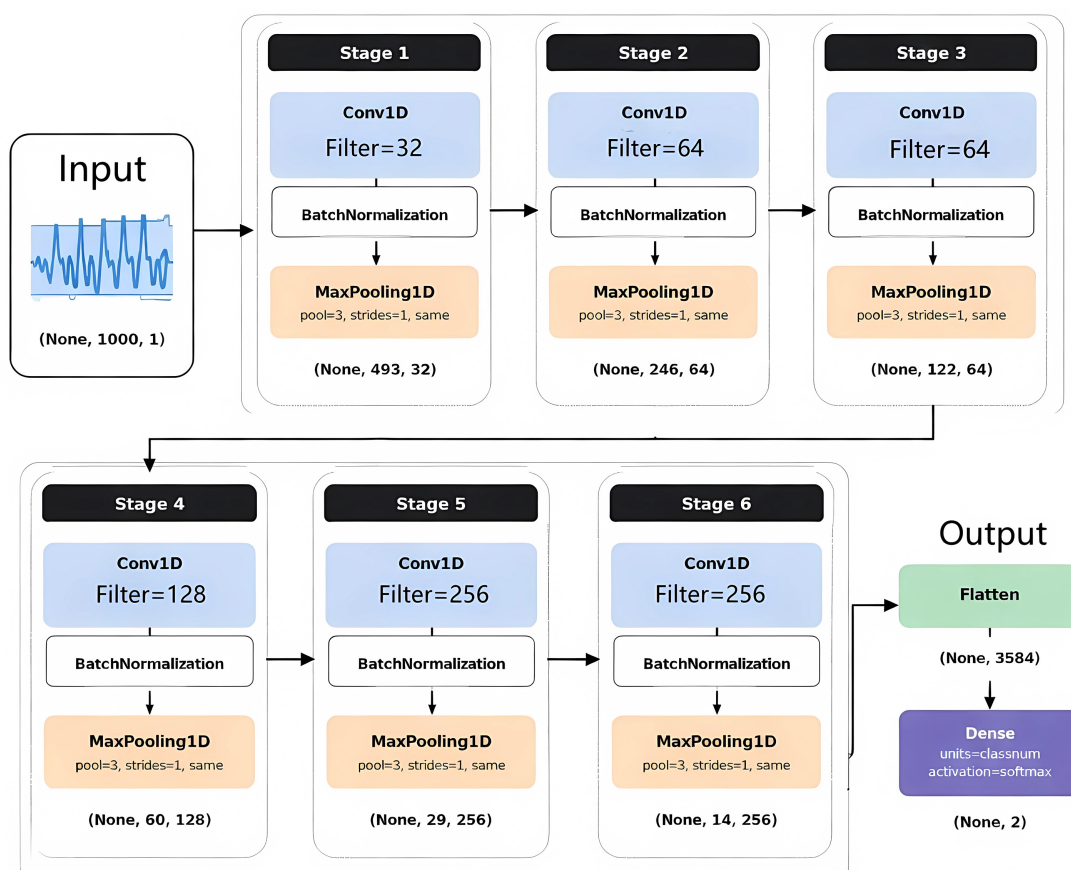 Input
(None, 1000, 1)
Stage 1
Conv1D
Filter=32
BatchNormalization
MaxPooling1D
pool=3, strides=1, same
(None, 493, 32)
Stage 2
Conv1D
Filter=64
BatchNormalization
MaxPooling1D
pool=3, strides=1, same
(None, 246, 64)
Stage 3
Conv1D
Filter=64
BatchNormalization
MaxPooling1D
pool=3, strides=1, same
(None, 122, 64)
Stage 4
Conv1D
Filter=128
BatchNormalization
MaxPooling1D
pool=3, strides=1, same
(None, 60, 128)
Stage 5
Conv1D
Filter=256
BatchNormalization
MaxPooling1D
pool=3, strides=1, same
(None, 29, 256)
Stage 6
Conv1D
Filter=256
BatchNormalization
MaxPooling1D
pool=3, strides=1, same
(None, 14, 256)
Output
Flatten
(None, 3584)
Dense
units=classnum
activation=softmax
(None, 2)